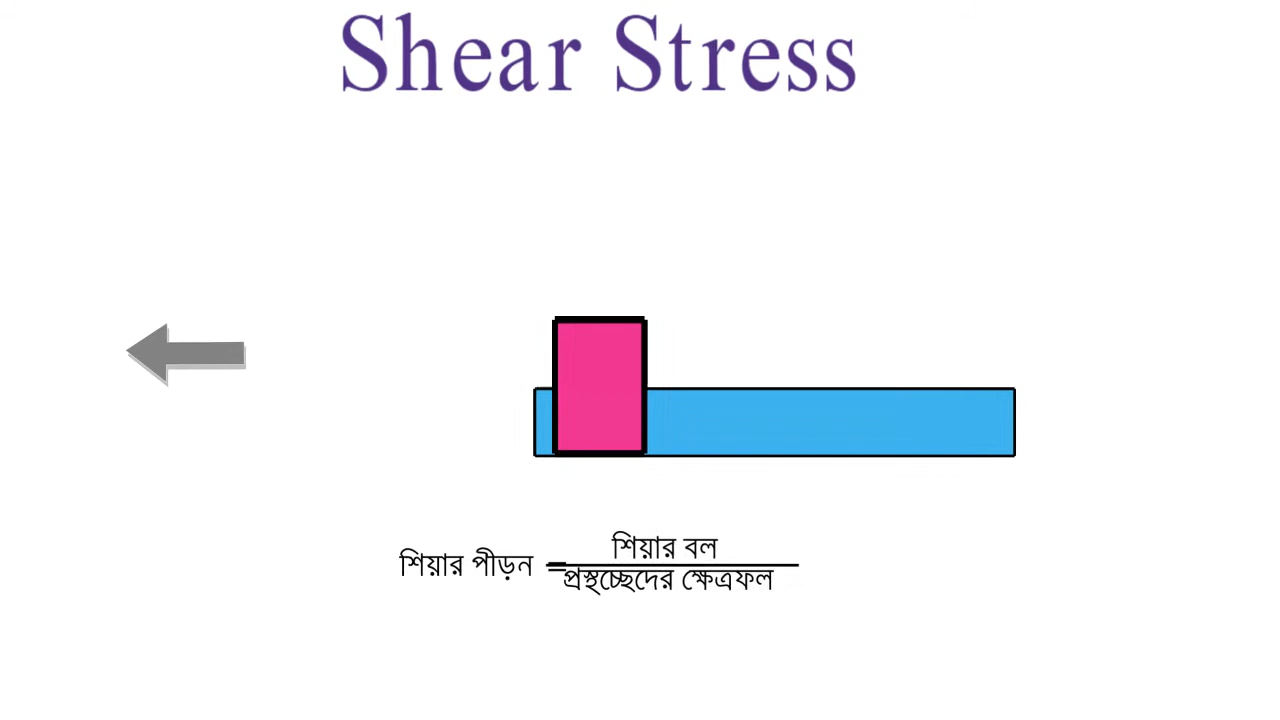 Shear Stress
শিয়ার পীড়ন = শিয়ার বল
প্রস্থচ্ছেদের ক্ষেত্রফল